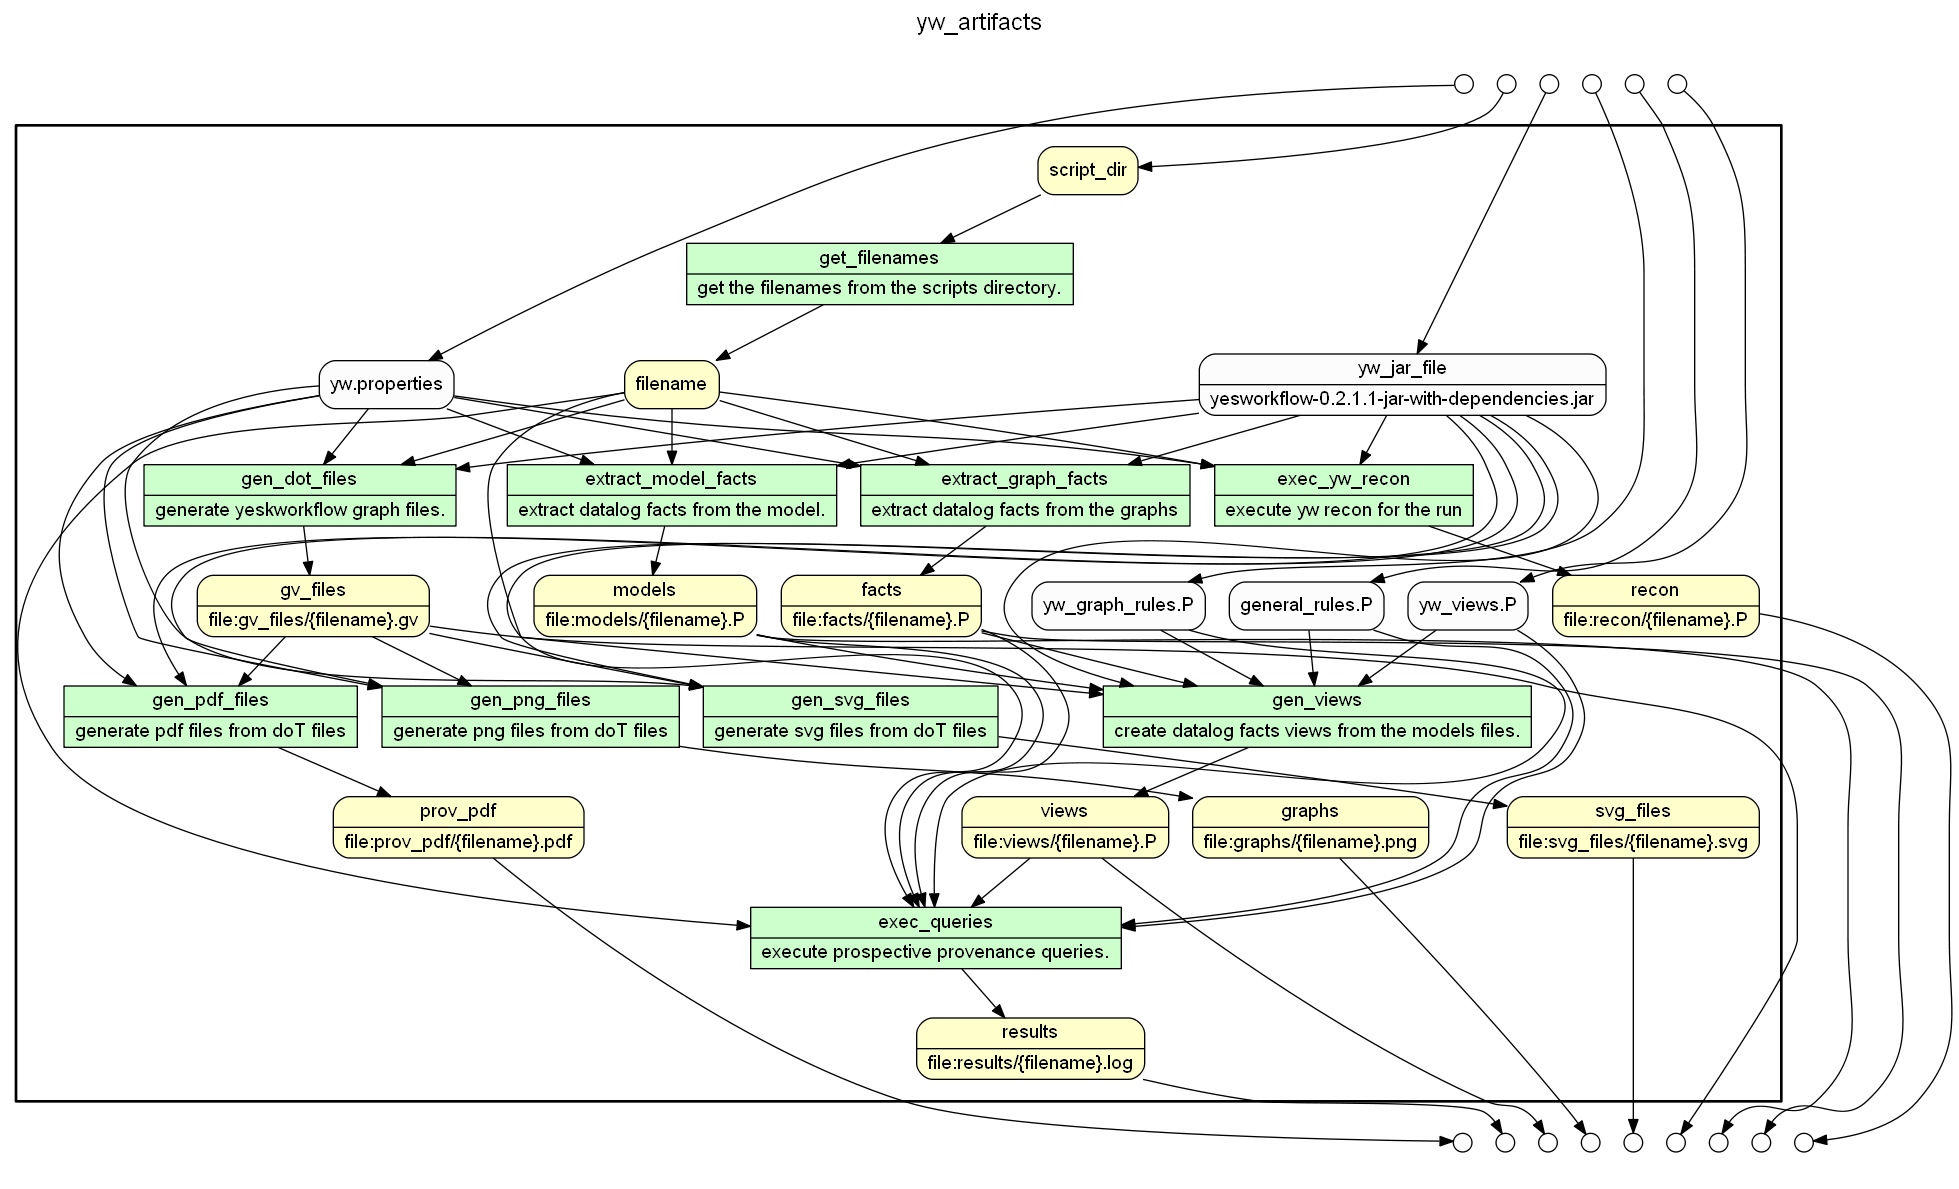 yw_artifacts
script_dir
get_filenames
get the filenames from the scripts directory.
yw.properties
filename
yw_jar_file
yesworkflow-0.2.1.1-jar-with-dependencies.jar
gen_dot_files
generate yeskworkflow graph files.
extract_model_facts
extract datalog facts from the model.
extract_graph_facts
extract datalog facts from the graphs
exec_yw_recon
execute yw recon for the run
gv_files
file:gv_files/{filename}.gv
models
file:models/{filename}.P
facts
file:facts/{filename}.P
yw_graph_rules.P
general_rules.P
yw_views.P
recon
file:recon/{filename}.P
gen_pdf_files
generate pdf files from doT files
gen_png_files
generate png files from doT files
gen_svg_files
generate svg files from doT files
gen_views
create datalog facts views from the models files.
prov_pdf
file:prov_pdf/{filename}.pdf
views
file:views/{filename}.P
graphs
file:graphs/{filename}.png
svg_files
file:svg_files/{filename}.svg
exec_queries
execute prospective provenance queries.
results
file:results/{filename}.log